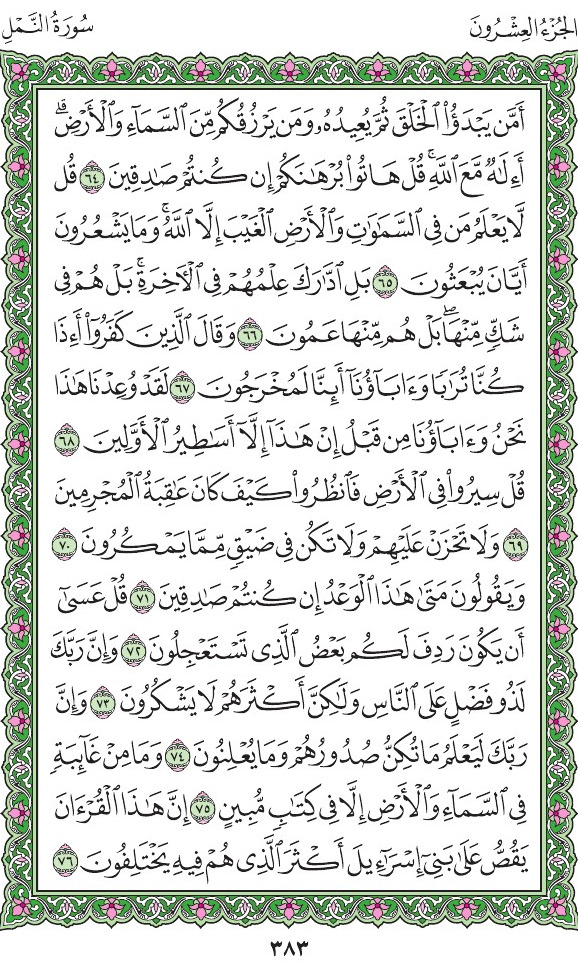 الجُزْءُ العِشْرُونَ
سُورَةُ النَّمْلِ
أَمَّن يَبْدَؤُا۟ ٱلْخَلْقَ ثُمَّ يُعِيدُهُۥ وَمَن يَرْزُقُكُم مِّنَ ٱلسَّمَآءِ وَٱلْأَرْضِۗ
أَءِلَٰهٌ مَّعَ ٱللَّهِۚ قُلْ هَاتُوا۟ بُرْهَٰنَكُمْ إِن كُنتُمْ صَٰدِقِينَ ٦٤ قُل
لَّا يَعْلَمُ مَن فِى ٱلسَّمَٰوَٰتِ وَٱلْأَرْضِ ٱلْغَيْبَ إِلَّا ٱللَّهُۚ وَمَا يَشْعُرُونَ
أَيَّانَ يُبْعَثُونَ ٦٥ بَلِ ٱدَّٰرَكَ عِلْمُهُمْ فِى ٱلْءَاخِرَةِۚ بَلْ هُمْ فِى
شَكٍّ مِّنْهَاۖ بَلْ هُم مِّنْهَا عَمُونَ ٦٦ وَقَالَ ٱلَّذِينَ كَفَرُوٓا۟ أَءِذَا
كُنَّا تُرَٰبًا وَءَابَآؤُنَآ أَئِنَّا لَمُخْرَجُونَ ٦٧ لَقَدْ وُعِدْنَا هَٰذَا
نَحْنُ وَءَابَآؤُنَا مِن قَبْلُ إِنْ هَٰذَآ إِلَّآ أَسَٰطِيرُ ٱلْأَوَّلِينَ ٦٨
قُلْ سِيرُوا۟ فِى ٱلْأَرْضِ فَٱنظُرُوا۟ كَيْفَ كَانَ عَٰقِبَةُ ٱلْمُجْرِمِينَ
٦٩ وَلَا تَحْزَنْ عَلَيْهِمْ وَلَا تَكُن فِى ضَيْقٍ مِّمَّا يَمْكُرُونَ ٧٠
وَيَقُولُونَ مَتَىٰ هَٰذَا ٱلْوَعْدُ إِن كُنتُمْ صَٰدِقِينَ ٧١ قُلْ عَسَىٰٓ
أَن يَكُونَ رَدِفَ لَكُم بَعْضُ ٱلَّذِى تَسْتَعْجِلُونَ ٧٢ وَإِنَّ رَبَّكَ
لَذُو فَضْلٍ عَلَى ٱلنَّاسِ وَلَٰكِنَّ أَكْثَرَهُمْ لَا يَشْكُرُونَ ٧٣ وَإِنَّ
رَبَّكَ لَيَعْلَمُ مَا تُكِنُّ صُدُورُهُمْ وَمَا يُعْلِنُونَ ٧٤ وَمَا مِنْ غَآئِبَةٍ
فِى ٱلسَّمَآءِ وَٱلْأَرْضِ إِلَّا فِى كِتَٰبٍ مُّبِينٍ ٧٥ إِنَّ هَٰذَا ٱلْقُرْءَانَ
يَقُصُّ عَلَىٰ بَنِىٓ إِسْرَٰٓءِيلَ أَكْثَرَ ٱلَّذِى هُمْ فِيهِ يَخْتَلِفُونَ ٧٦
٣٨٣